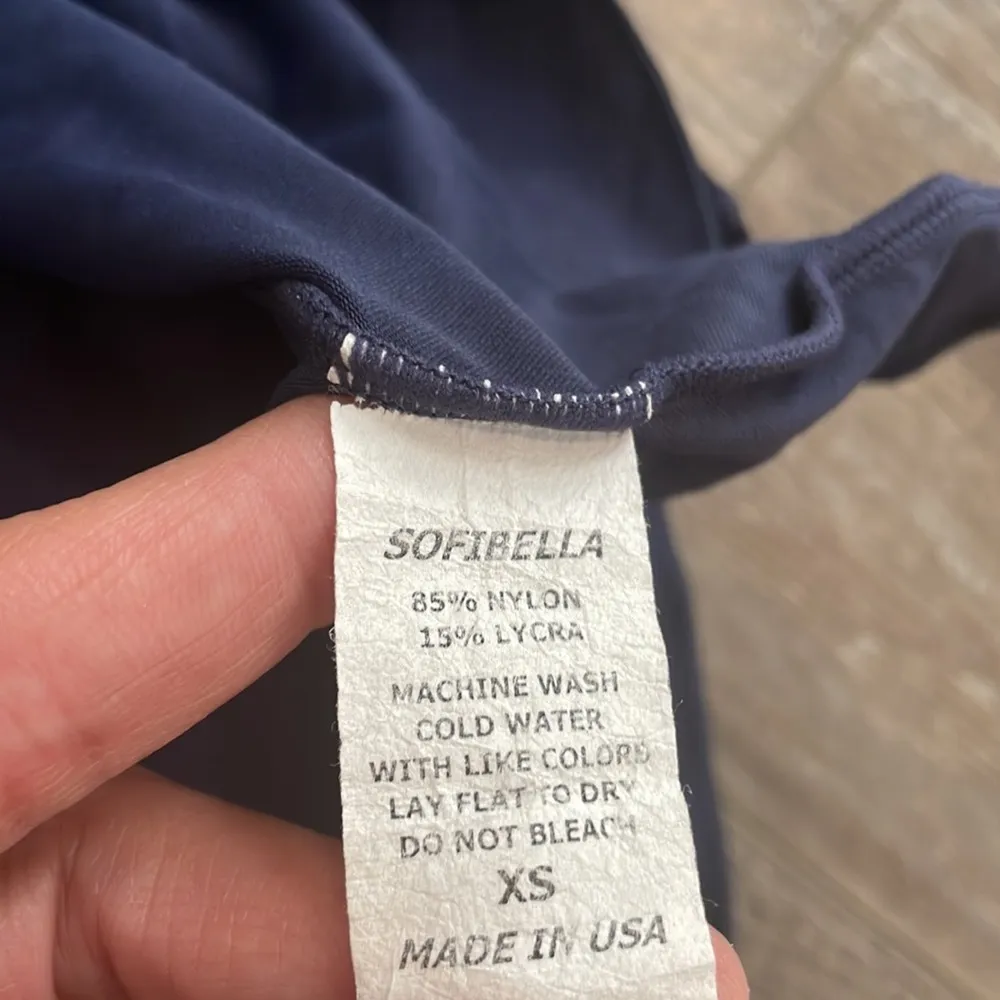 SOFIBELLA
85% NYLON
15% LYCRA
MACHINE WASH
COLD WATER
WITH LIKE COLORS
LAY FLAT TO DRY
DO NOT BLEACH
XS
MADE IN USA